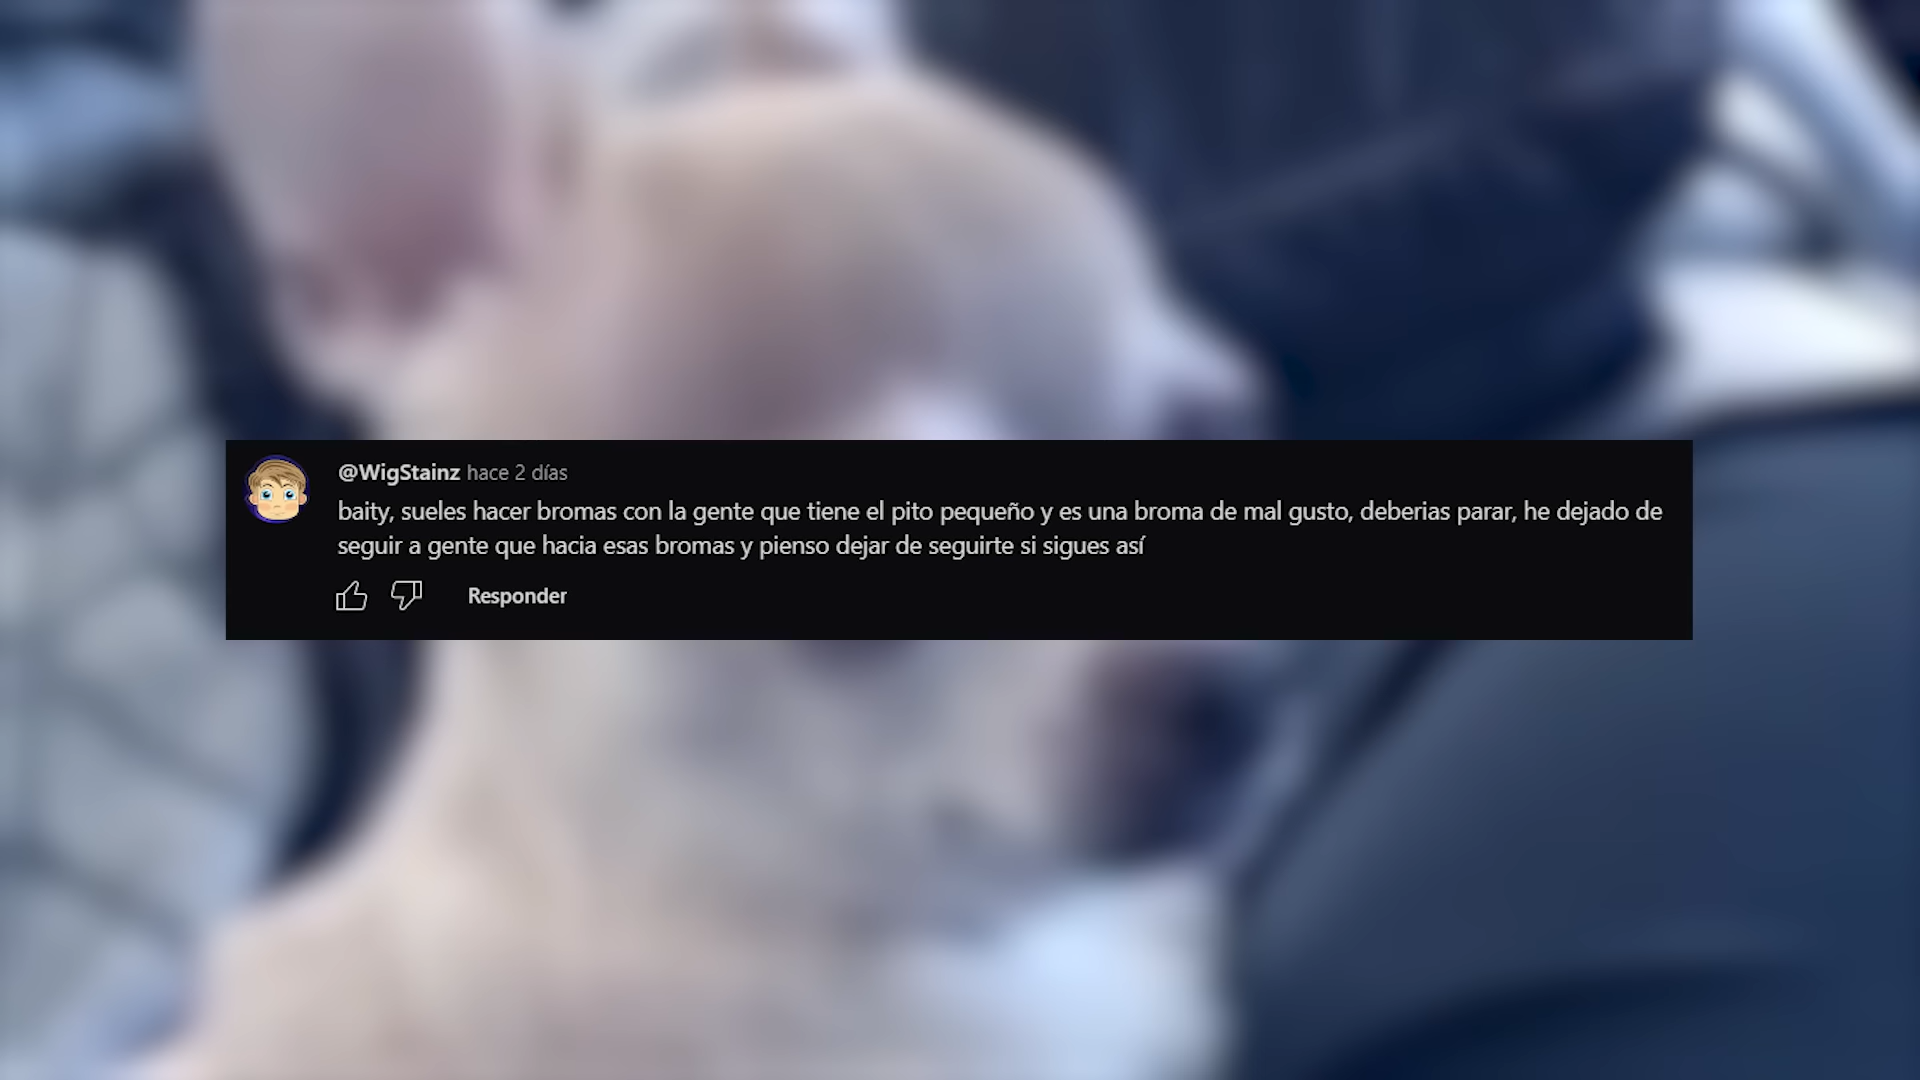 @WigStainz hace 2 días
baity, sueles hacer bromas con la gente que tiene el pito pequeño y es una broma de mal gusto, deberias parar, he dejado de
seguir a gente que hacia esas bromas y pienso dejar de seguirte si sigues así
Responder